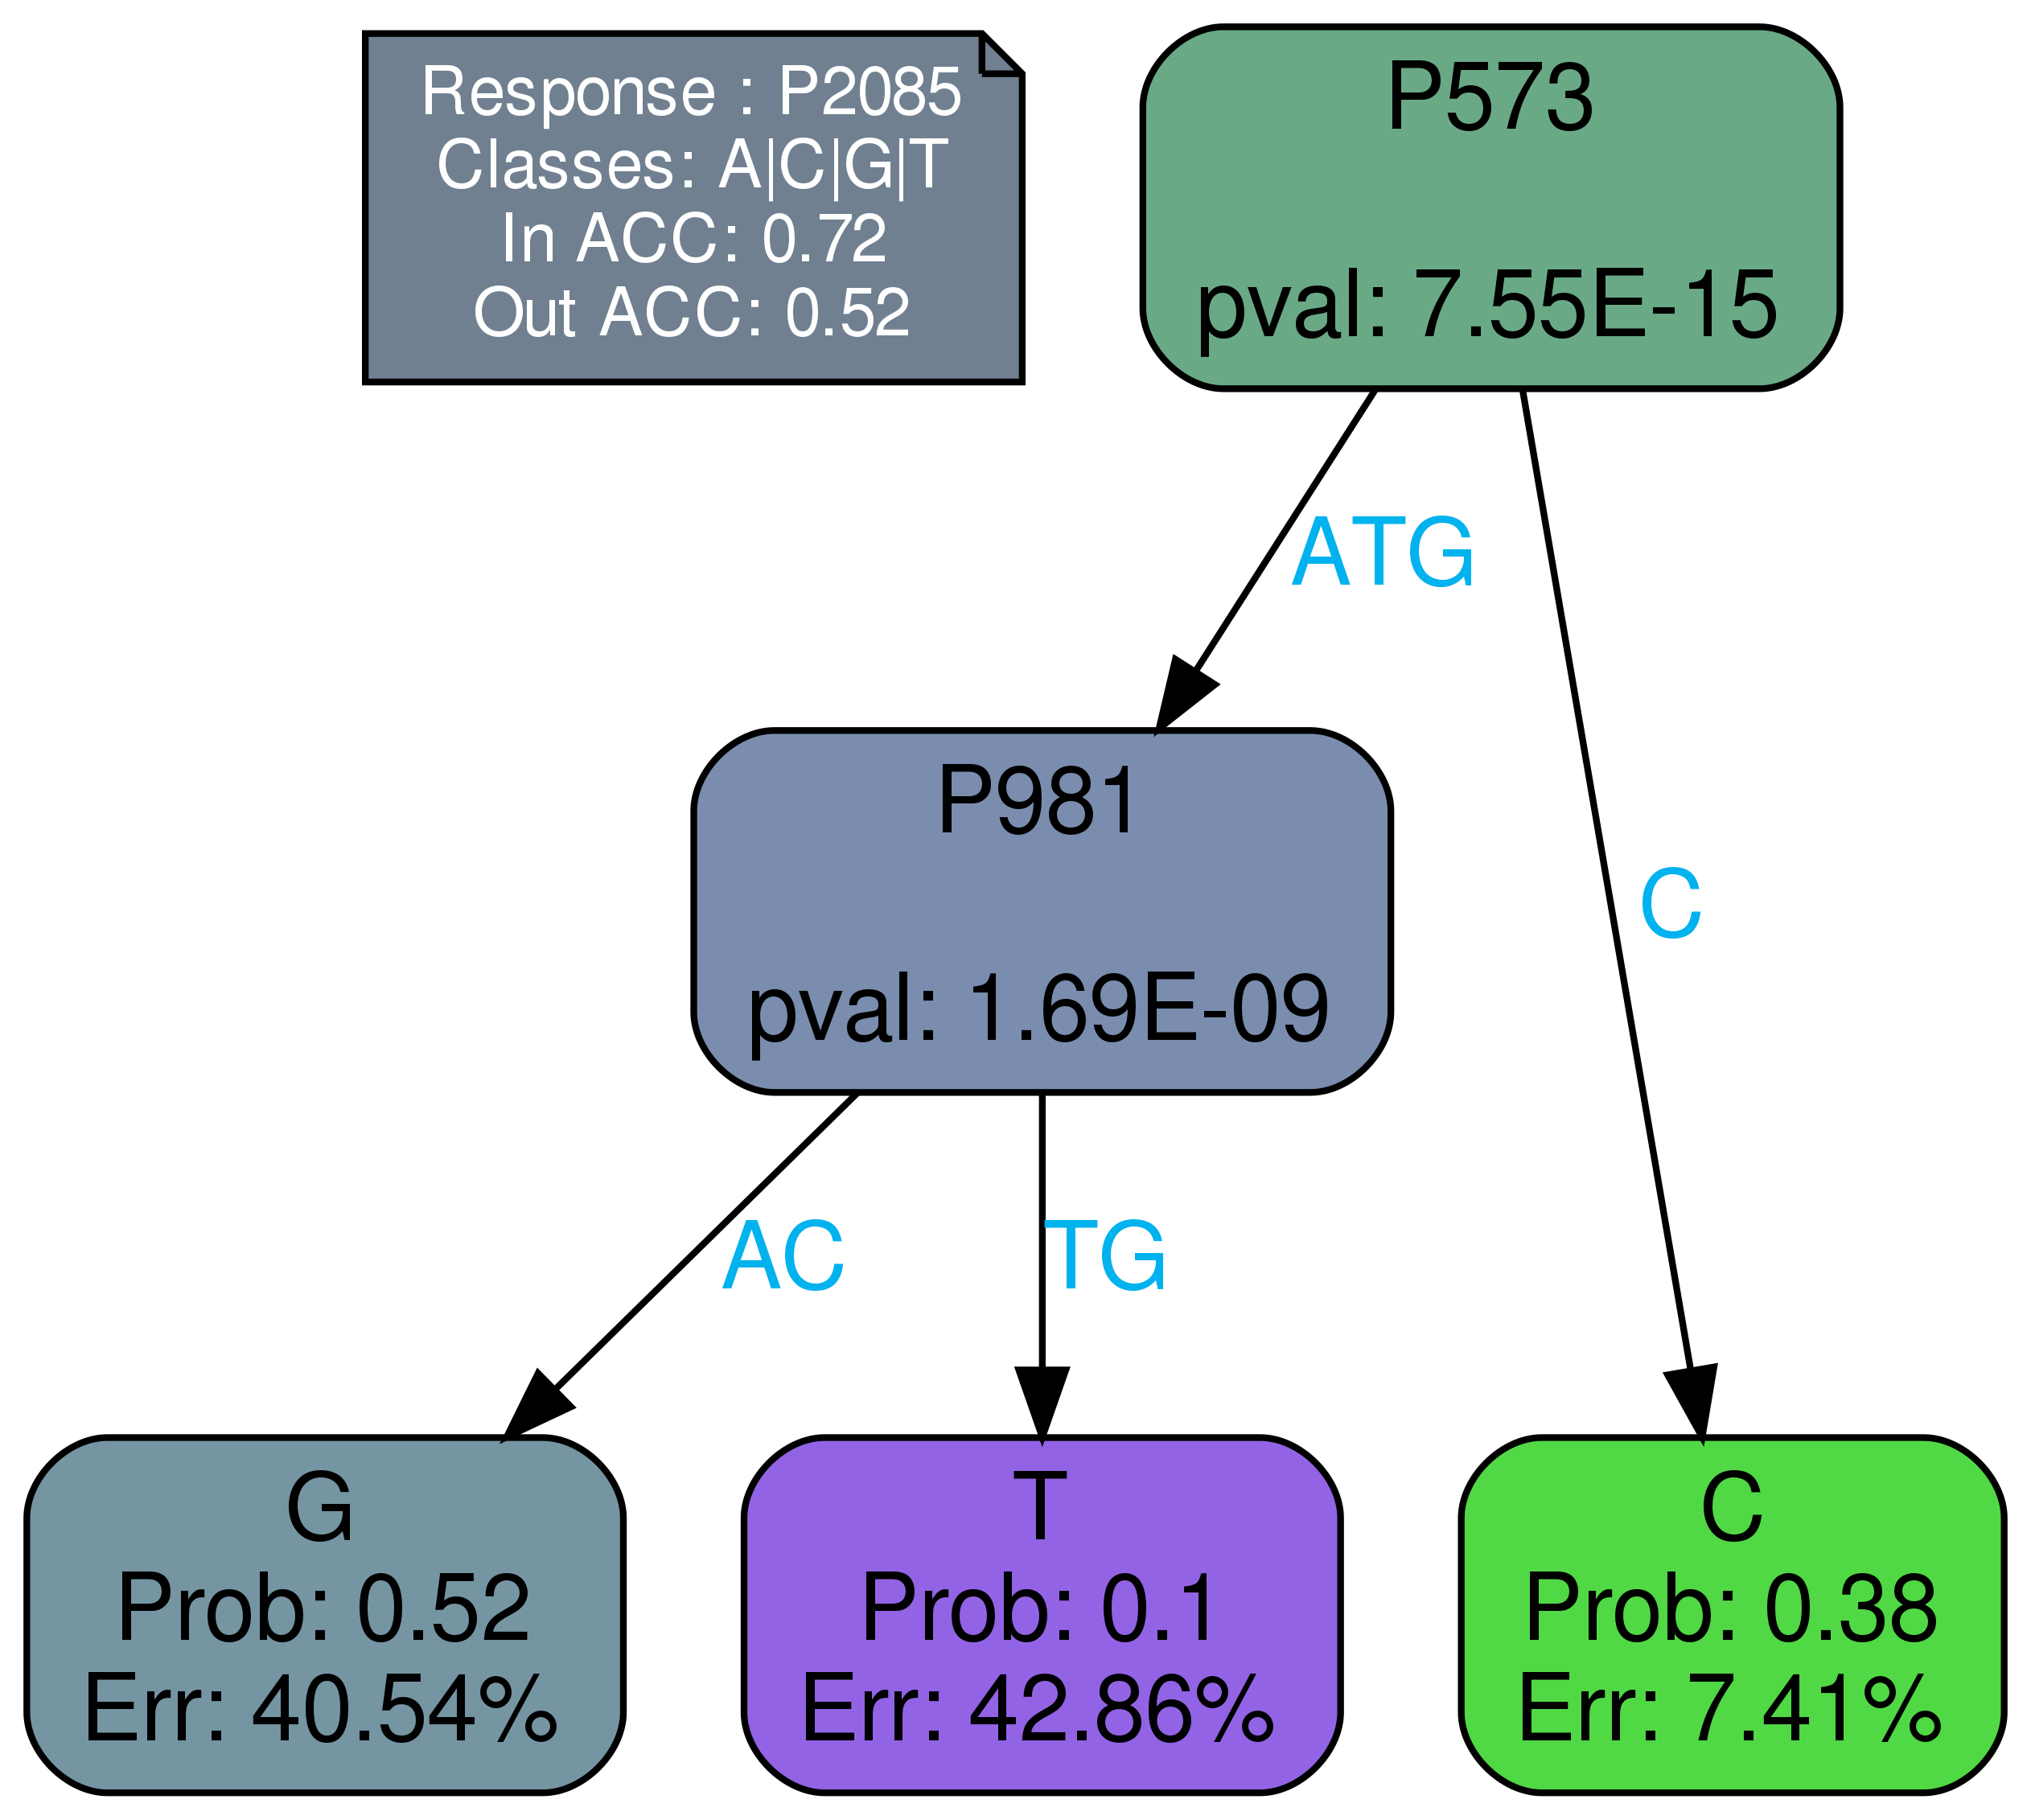 Response : P2085
Classes: A|C|G|T
In ACC: 0.72
Out ACC: 0.52
P573
pval: 7.55E-15
ATG
C
P981
pval: 1.69E-09
AC
TG
G
Prob: 0.52
Err: 40.54%
T
Prob: 0.1
Err: 42.86%
C
Prob: 0.38
Err: 7.41%